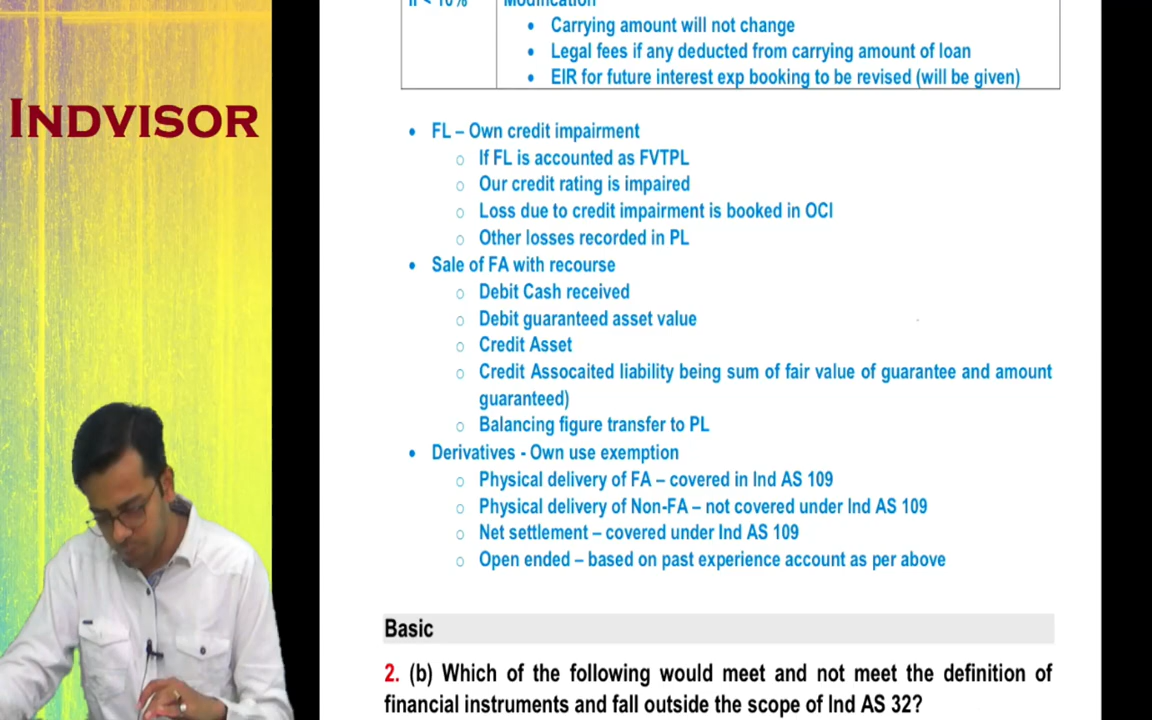 If < 10% Modification
• Carrying amount will not change
• Legal fees if any deducted from carrying amount of loan
• EIR for future interest exp booking to be revised (will be given)
INDVISOR
• FL – Own credit impairment
o If FL is accounted as FVTPL
o Our credit rating is impaired
o Loss due to credit impairment is booked in OCI
o Other losses recorded in PL
• Sale of FA with recourse
o Debit Cash received
o Debit guaranteed asset value
o Credit Asset
o Credit Assocaited liability being sum of fair value of guarantee and amount
guaranteed)
o Balancing figure transfer to PL
• Derivatives - Own use exemption
o Physical delivery of FA – covered in Ind AS 109
o Physical delivery of Non-FA – not covered under Ind AS 109
o Net settlement – covered under Ind AS 109
o Open ended – based on past experience account as per above
Basic
2. (b) Which of the following would meet and not meet the definition of
financial instruments and fall outside the scope of Ind AS 32?